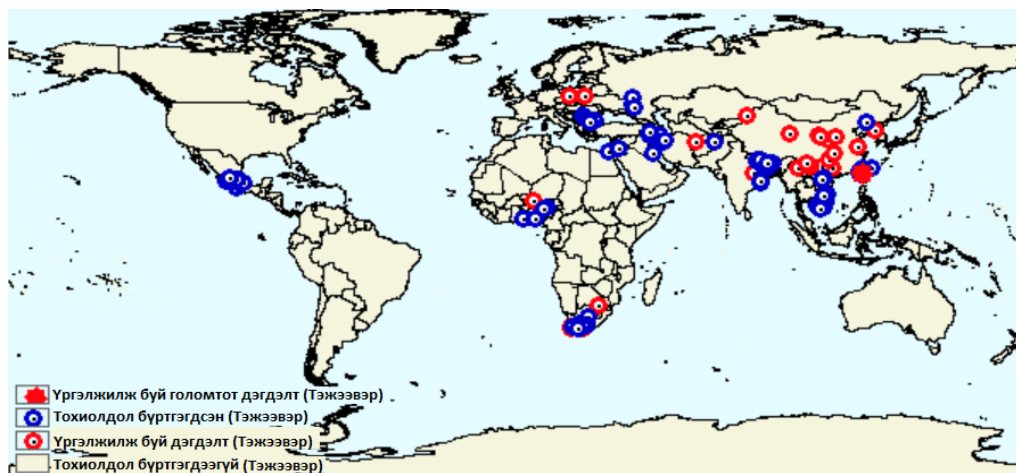 Үргэлжилж буй голомтот дэгдэлт (Тэжээвэр)
Тохиолдол бүртгэгдсэн (Тэжээвэр)
Үргэлжилж буй дэгдэлт (Тэжээвэр)
Тохиолдол бүртгэгдээгүй (Тэжээвэр)